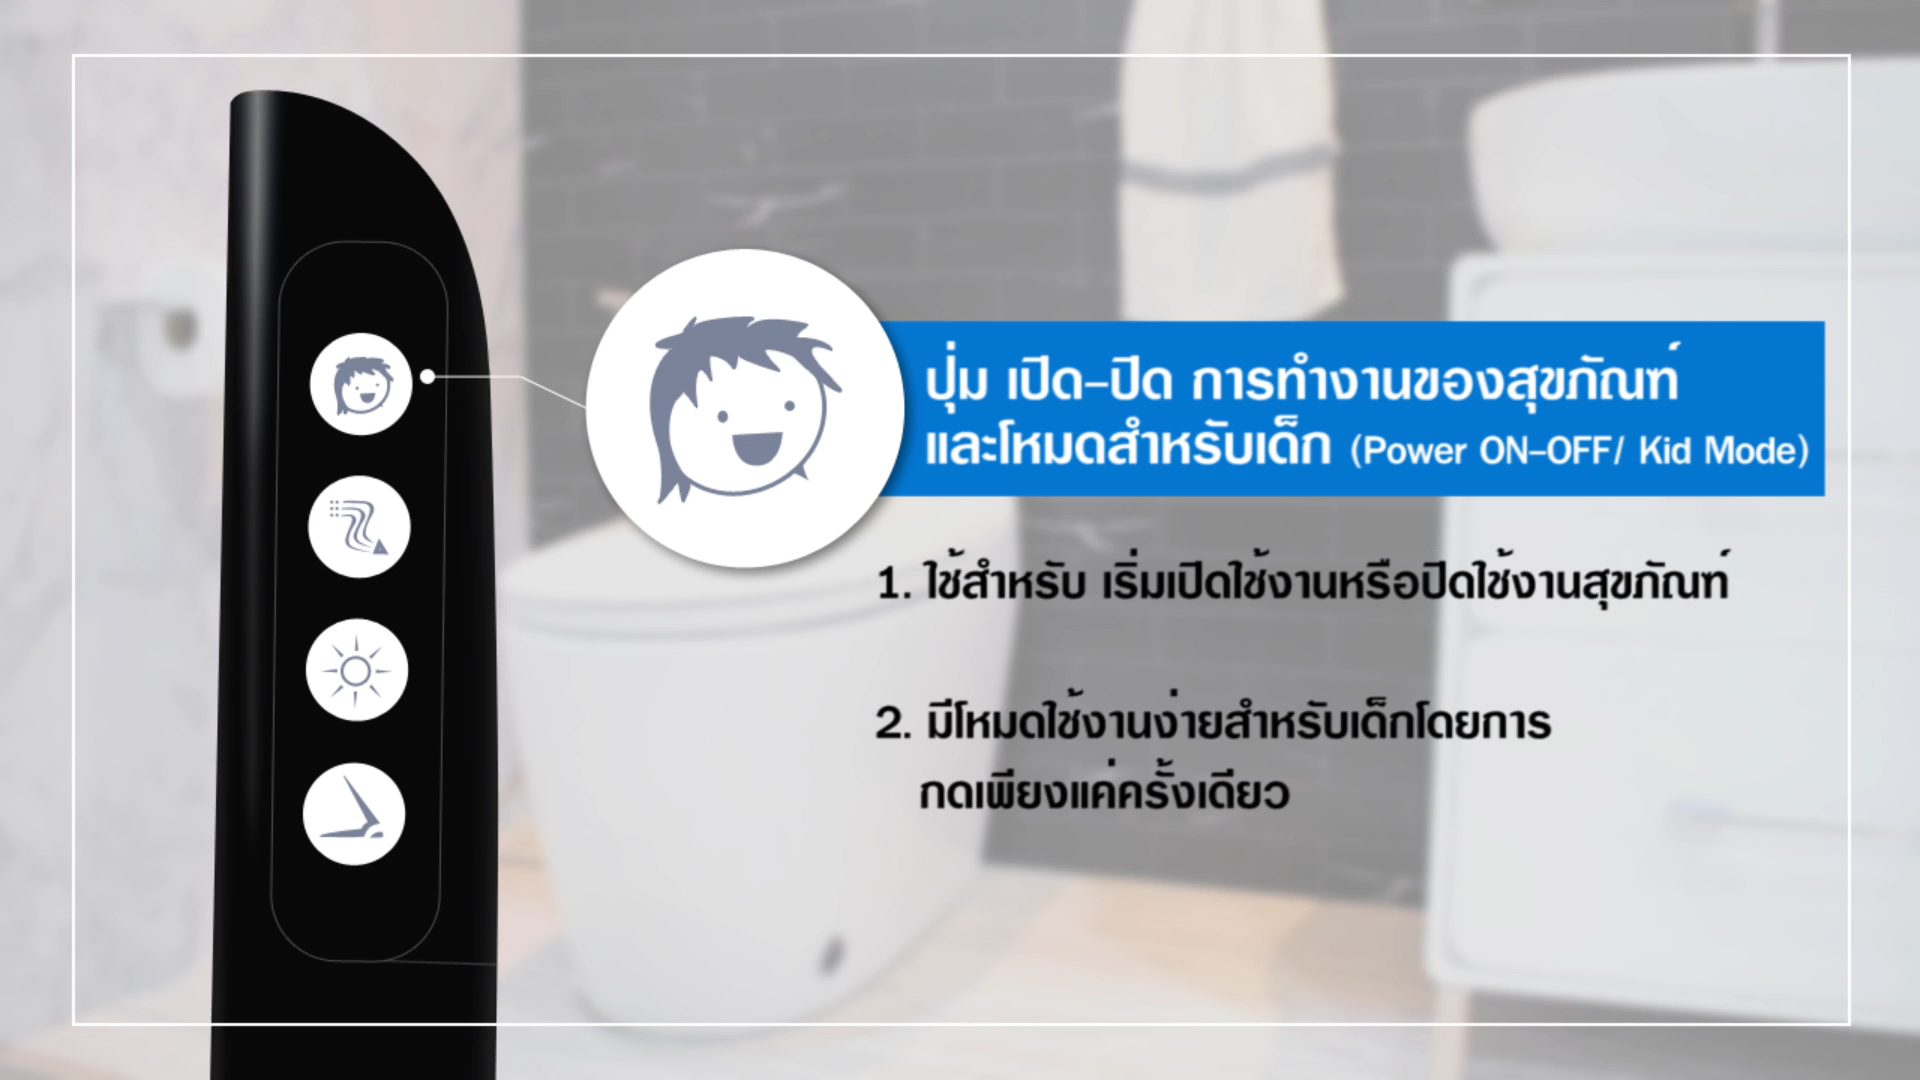 ปุ่ม เปิด-ปิด การทำงานของสุขภัณฑ์
และโหมดสำหรับเด็ก (Power ON-OFF/ Kid Mode)
1. ใช้สำหรับ เริ่มเปิดใช้งานหรือปิดใช้งานสุขภัณฑ์
2. มีโหมดใช้งานง่ายสำหรับเด็กโดยการ
กดเพียงแค่ครั้งเดียว